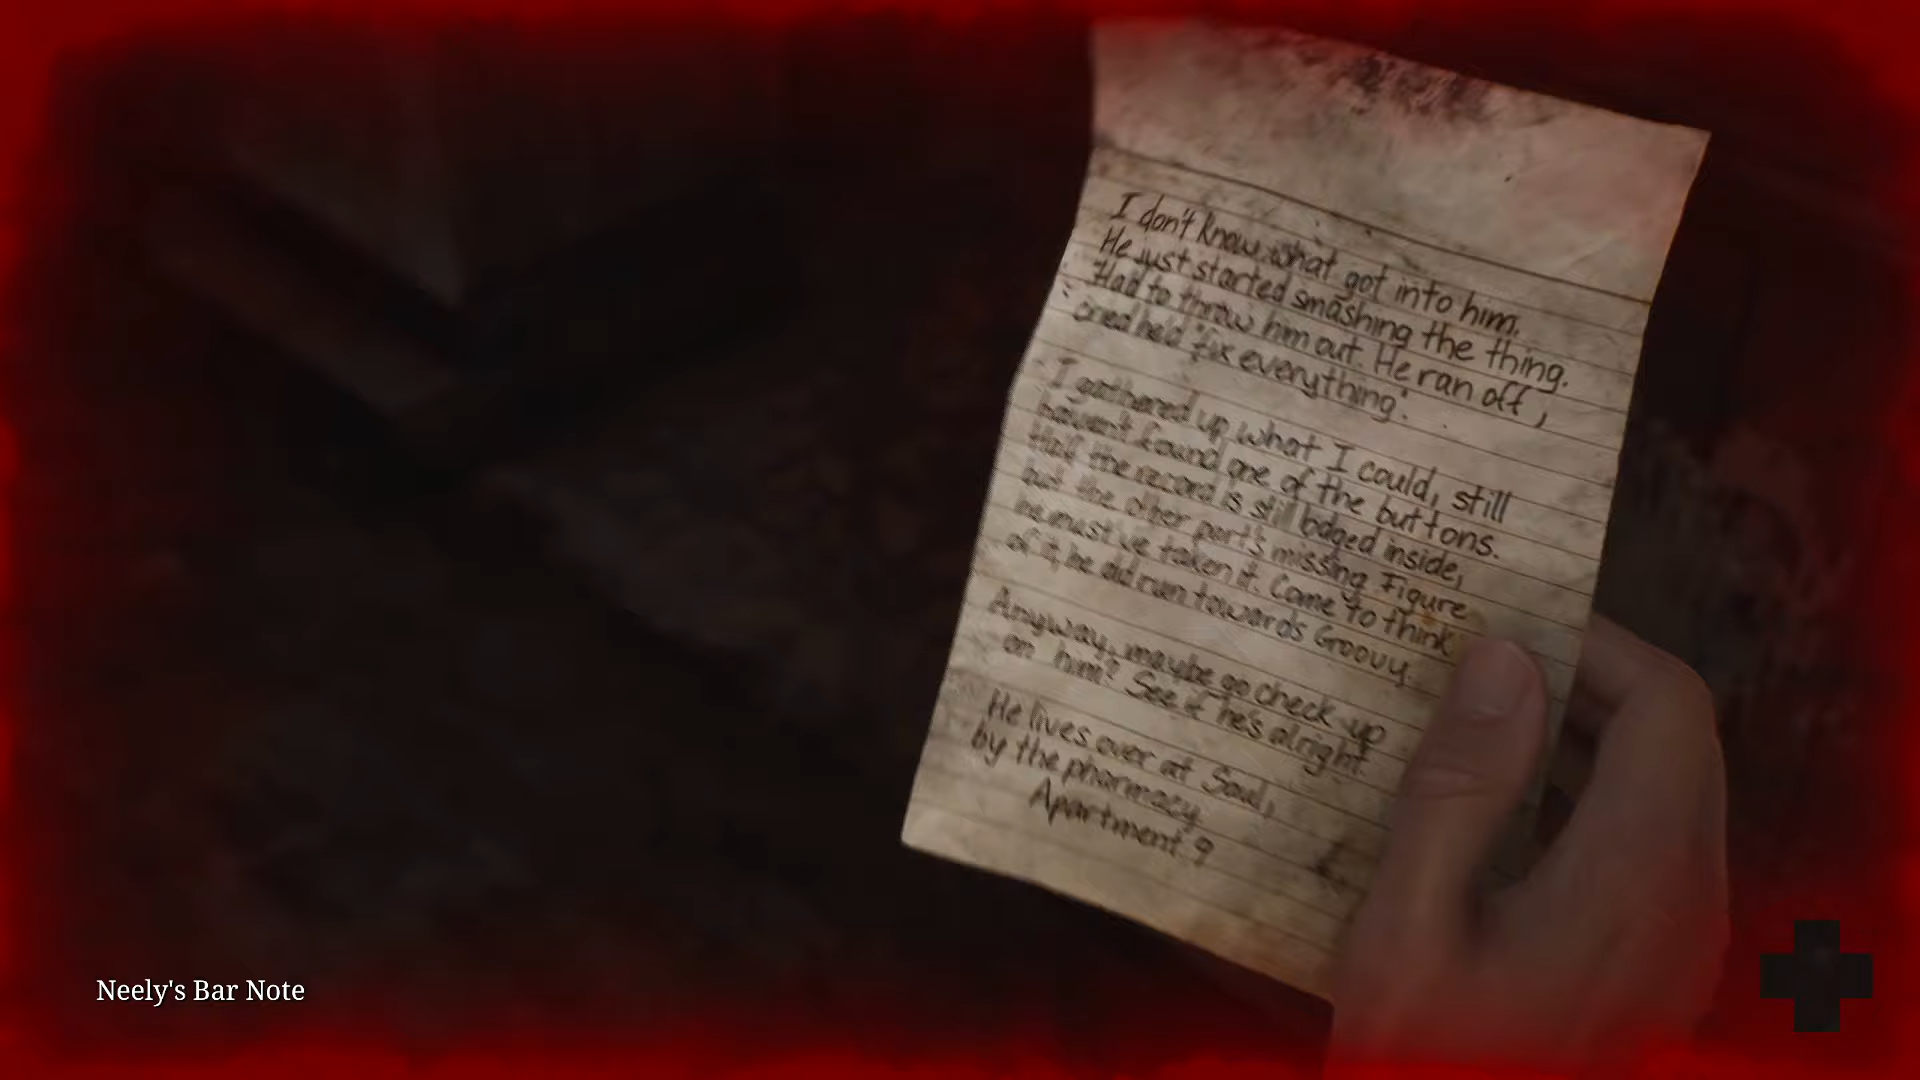 I don't know what got into him.
He just started smashing the thing.
Had to throw him out. He ran off,
cried he'd "fix everything".
I gathered up what I could, still
haven't found one of the buttons.
Half the record is still lodged inside,
but the other part's missing. Figure
he must've taken it. Come to think
of it, he did run towards Groovy.
Anyway, maybe go check up
on him? See if he's alright.
He lives over at Saul,
by the pharmacy.
Apartment 9
Neely's Bar Note